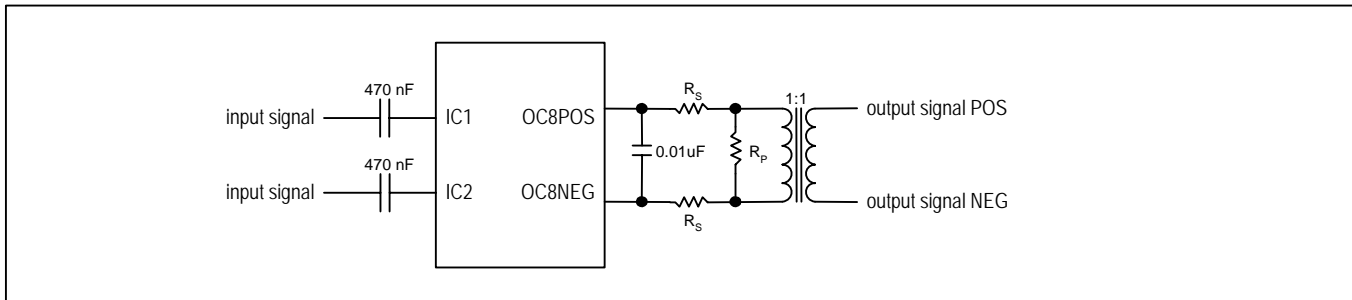 470 nF
input signal
IC1
470 nF
input signal
IC2
OC8POS
OC8NEG
0.01uF
R_S
R_P
R_S
1:1
output signal POS
output signal NEG